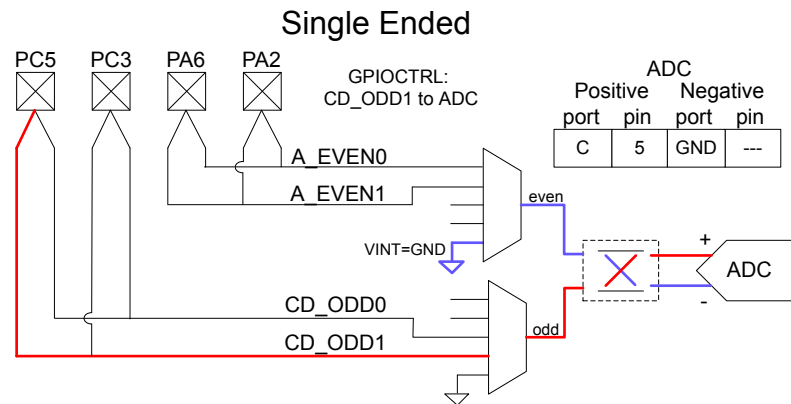 Single Ended
PC5 PC3 PA6 PA2
GPIOCTRL:
CD_ODD1 to ADC
ADC
Positive Negative
port pin port pin
C 5 GND ---
A_EVEN0
A_EVEN1
even
VINT=GND
+
ADC
-
CD_ODD0
odd
CD_ODD1